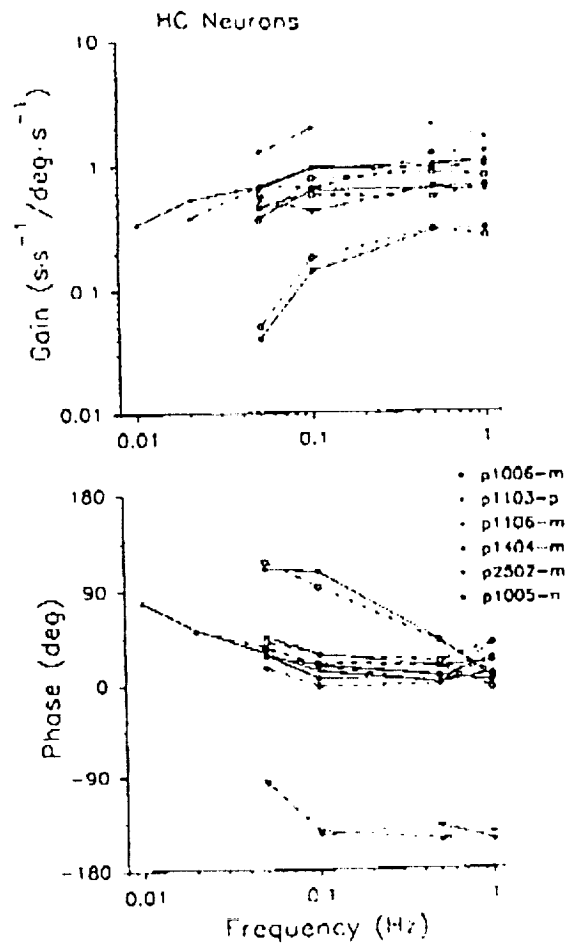 HC Neurons
10
1
0.1
0.01
Gain (s·s⁻¹/deg·s⁻¹)
0.01
0.1
1
p1006-m
p1103-p
p1106-m
p1404-m
p2502-m
p1005-n
180
90
0
-90
-180
Phase (deg)
0.01
0.1
1
Frequency (Hz)